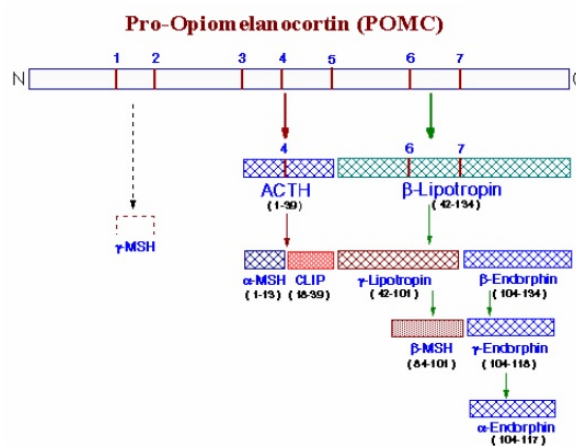 Pro-Opiomelanocortin (POMC)
1 2 3 4 5 6 7
N C
4 6 7
ACTH β-Lipotropin
(1-39) (42-134)
γ-MSH
α-MSH CLIP γ-Lipotropin β-Endorphin
(1-13) (18-39) (42-101) (104-134)
β-MSH γ-Endorphin
(84-101) (104-118)
α-Endorphin
(104-117)